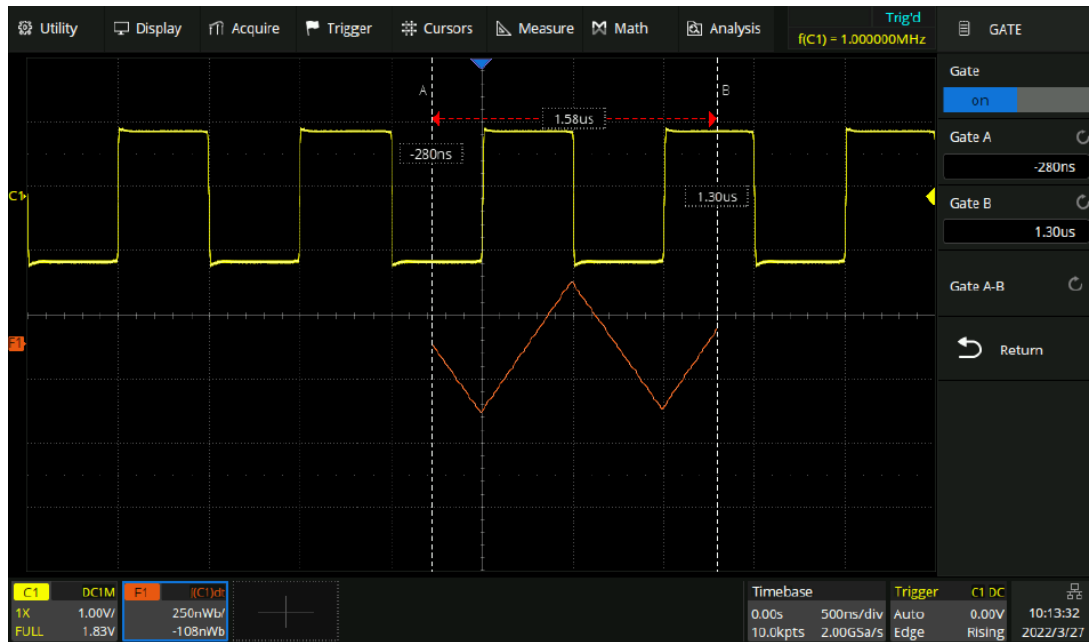 Utility Display Acquire Trigger Cursors Measure Math Analysis
Trig'd
f(C1) = 1.000000MHz
GATE
Gate
on
Gate A
-280ns
Gate B
1.30us
Gate A-B
Return
A
B
1.58us
-280ns
1.30us
C1
F1
C1 DC1M
1X 1.00V/
FULL 1.83V
F1 ∫(C1)dt
250nWb/
-108nWb
Timebase
0.00s 500ns/div
10.0kpts 2.00GSa/s
Trigger C1 DC
Auto 0.00V
Edge Rising
10:13:32
2022/3/27